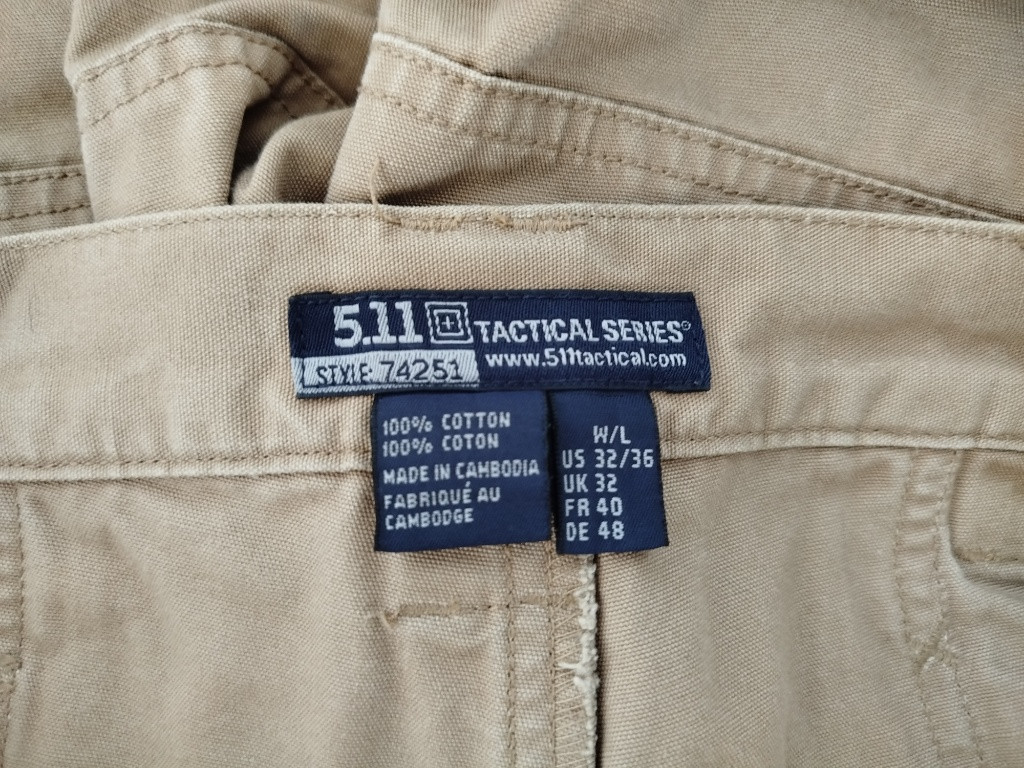 5.11 TACTICAL SERIES®
www.511tactical.com
STYLE: 74251
100% COTTON
100% COTON
MADE IN CAMBODIA
FABRIQUÉ AU
CAMBODGE
W/L
US 32/36
UK 32
FR 40
DE 48